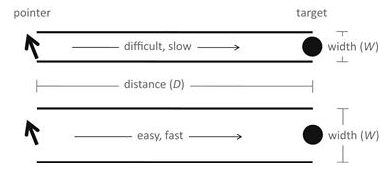 pointer target
difficult, slow
width (W)
distance (D)
easy, fast
width (W)